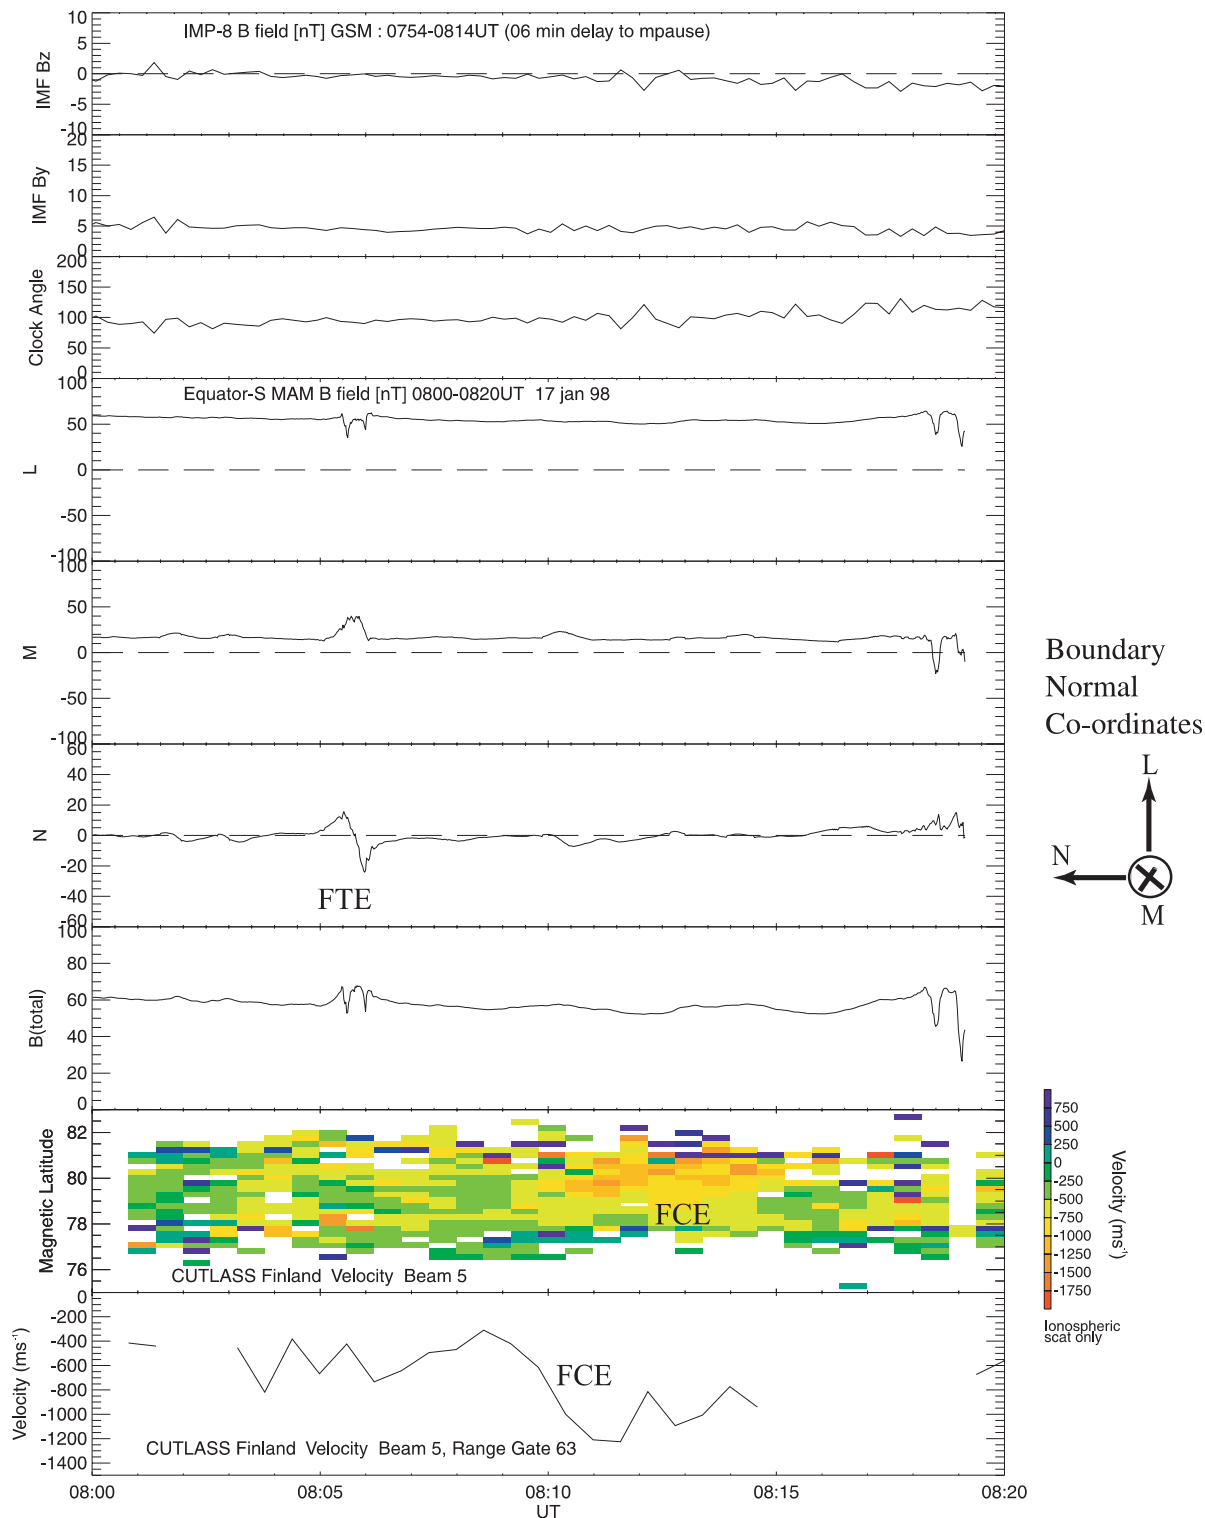 10
5
0
-5
-10
IMF Bz
IMP-8 B field [nT] GSM : 0754-0814UT (06 min delay to mpause)
20
15
10
5
0
IMF By
200
150
100
50
0
Clock Angle
100
50
0
-50
-100
L
Equator-S MAM B field [nT] 0800-0820UT 17 jan 98
100
50
0
-50
-100
M
60
40
20
0
-20
-40
-60
N
FTE
Boundary
Normal
Co-ordinates
L
N
M
100
80
60
40
20
0
B(total)
82
80
78
76
Magnetic Latitude
FCE
CUTLASS Finland Velocity Beam 5
750
500
250
0
-250
-500
-750
-1000
-1250
-1500
-1750
Velocity (ms⁻¹)
Ionospheric
scat only
0
-200
-400
-600
-800
-1000
-1200
-1400
Velocity (ms⁻¹)
FCE
CUTLASS Finland Velocity Beam 5, Range Gate 63
08:00
08:05
08:10
08:15
08:20
UT